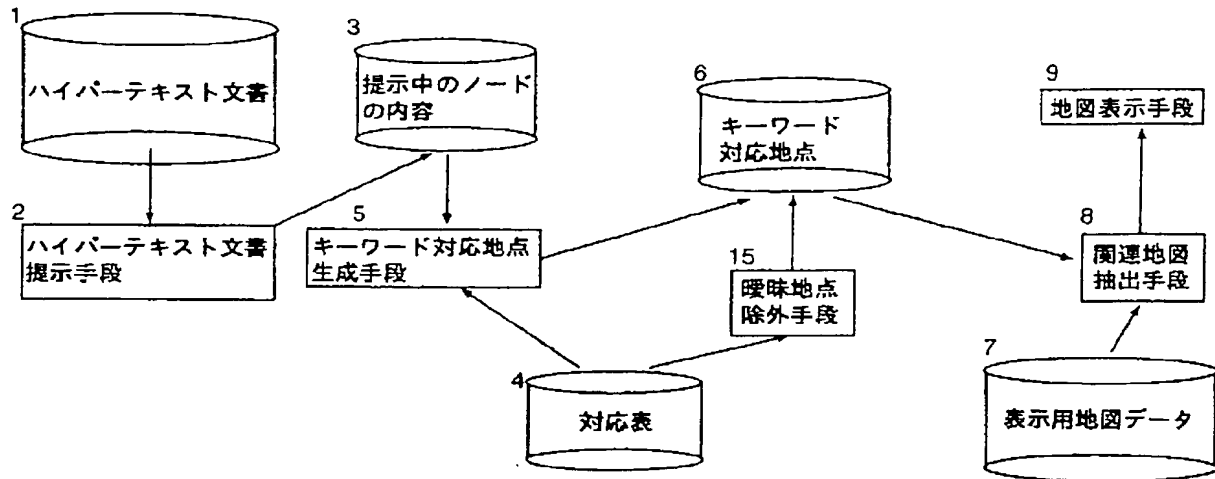 1
ハイパーテキスト文書
2
ハイパーテキスト文書
提示手段
3
提示中のノード
の内容
5
キーワード対応地点
生成手段
4
対応表
6
キーワード
対応地点
15
曖昧地点
除外手段
9
地図表示手段
8
関連地図
抽出手段
7
表示用地図データ